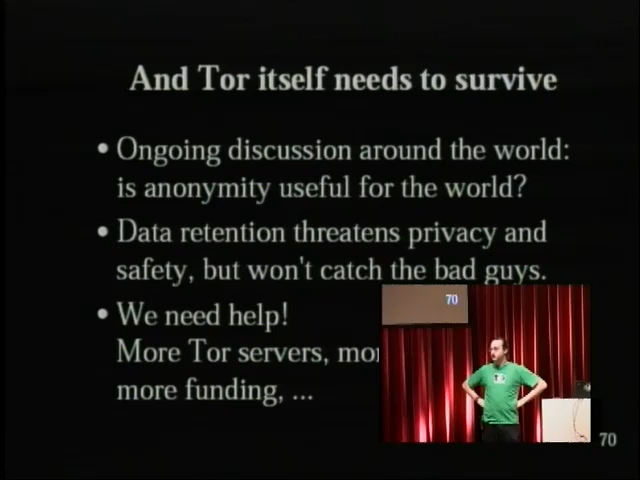 And Tor itself needs to survive
• Ongoing discussion around the world:
is anonymity useful for the world?
• Data retention threatens privacy and
safety, but won't catch the bad guys.
• We need help!
More Tor servers,
more funding, ...
70
70